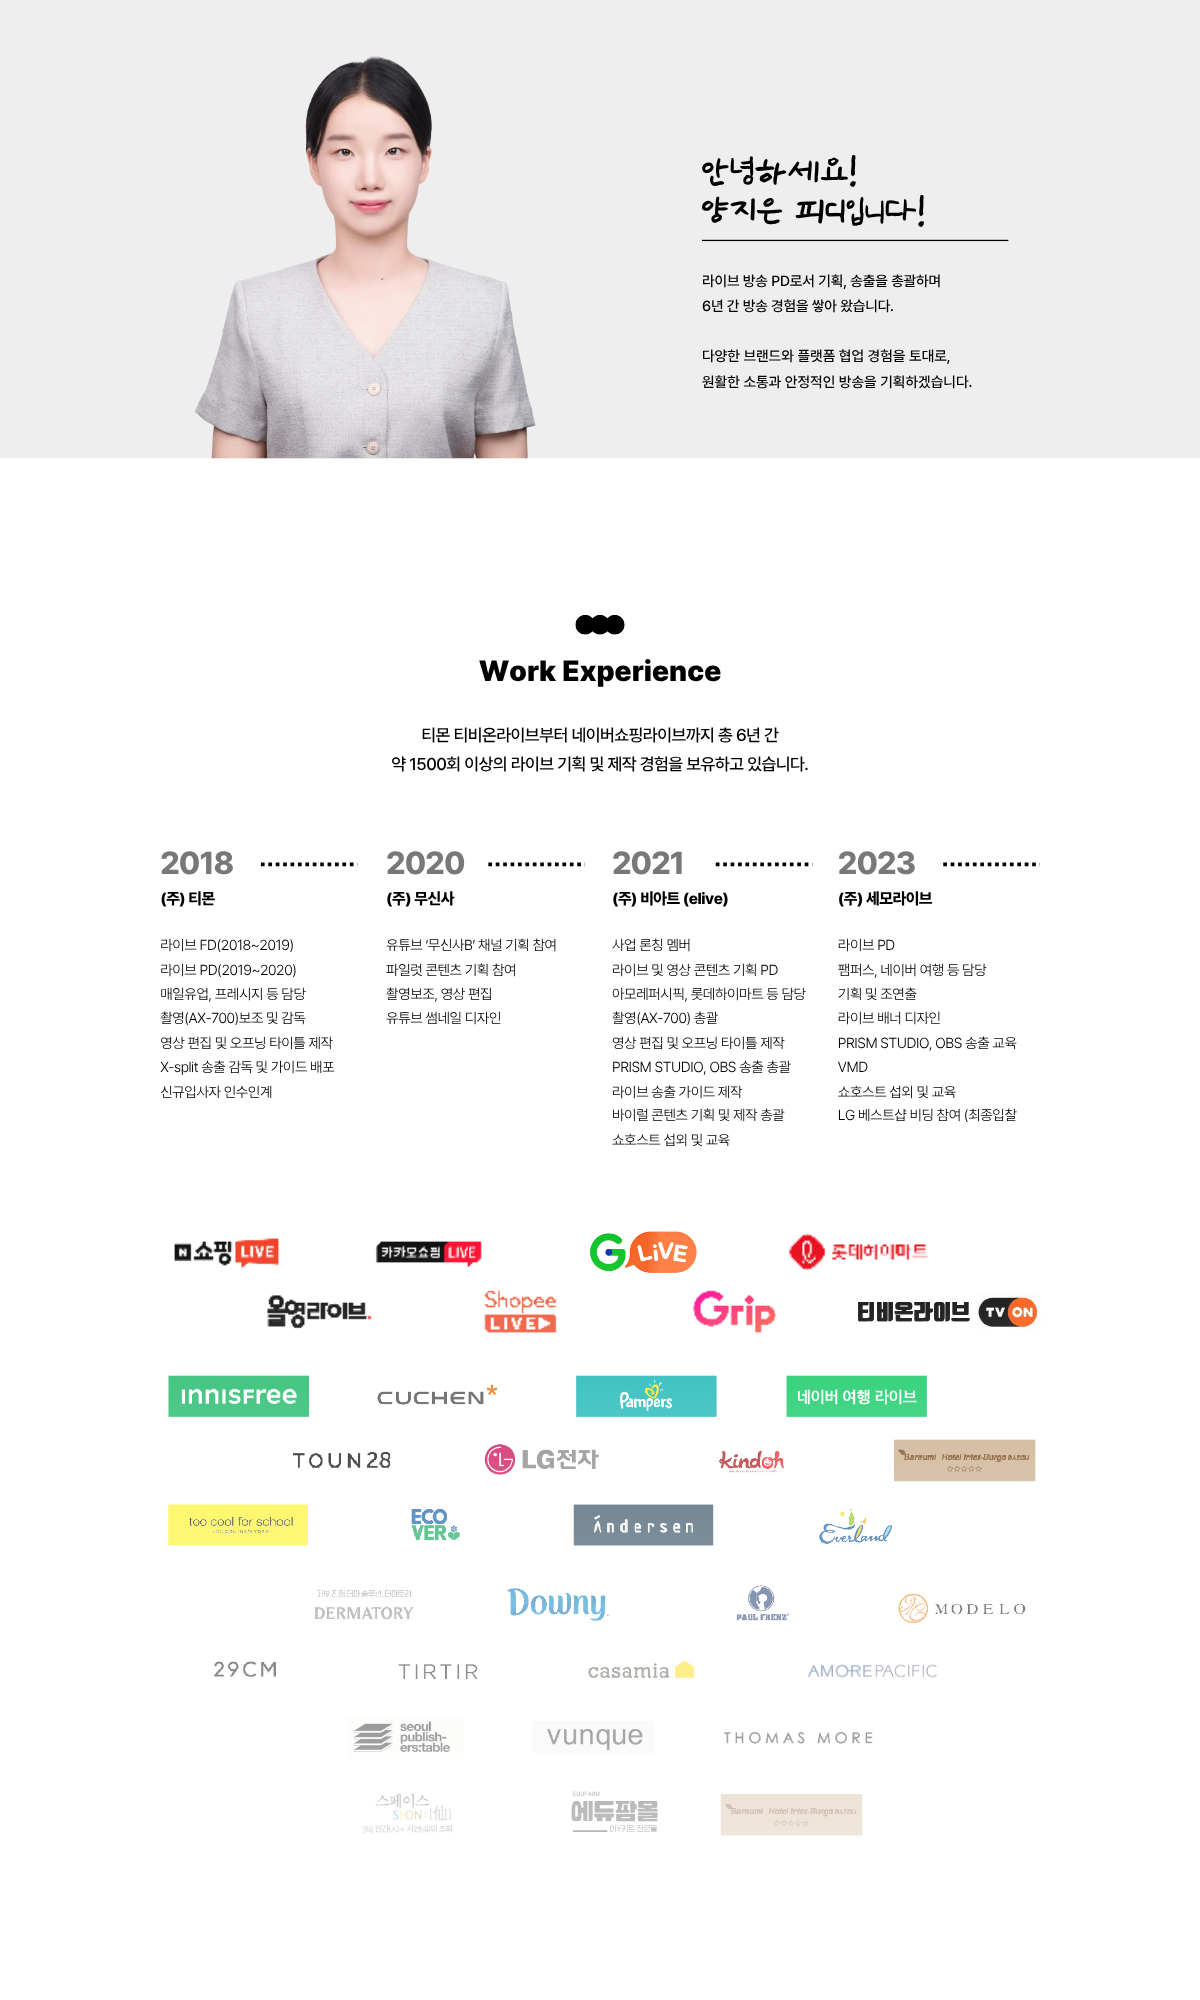 안녕하세요!
양지은 피디입니다!
라이브 방송 PD로서 기획, 송출을 총괄하며
6년 간 방송 경험을 쌓아 왔습니다.
다양한 브랜드와 플랫폼 협업 경험을 토대로,
원활한 소통과 안정적인 방송을 기획하겠습니다.
Work Experience
티몬 티비온라이브부터 네이버쇼핑라이브까지 총 6년 간
약 1500회 이상의 라이브 기획 및 제작 경험을 보유하고 있습니다.
2018
(주) 티몬
라이브 FD(2018~2019)
라이브 PD(2019~2020)
매일유업, 프레시지 등 담당
촬영(AX-700)보조 및 감독
영상 편집 및 오프닝 타이틀 제작
X-split 송출 감독 및 가이드 배포
신규입사자 인수인계
2020
(주) 무신사
유튜브 '무신사B' 채널 기획 참여
파일럿 콘텐츠 기획 참여
촬영보조, 영상 편집
유튜브 썸네일 디자인
2021
(주) 비아트 (elive)
사업 론칭 멤버
라이브 및 영상 콘텐츠 기획 PD
아모레퍼시픽, 롯데하이마트 등 담당
촬영(AX-700) 총괄
영상 편집 및 오프닝 타이틀 제작
PRISM STUDIO, OBS 송출 총괄
라이브 송출 가이드 제작
바이럴 콘텐츠 기획 및 제작 총괄
쇼호스트 섭외 및 교육
2023
(주) 세모라이브
라이브 PD
팸퍼스, 네이버 여행 등 담당
기획 및 조연출
라이브 배너 디자인
PRISM STUDIO, OBS 송출 교육
VMD
쇼호스트 섭외 및 교육
LG 베스트샵 비딩 참여 (최종입찰
N 쇼핑 LIVE
카카오쇼핑 LIVE
G LIVE
롯데하이마트
올영라이브.
Shopee
LIVE
Grip
티비온라이브 TV ON
innisfree
CUCHEN
Pampers
네이버 여행 라이브
TOUN28
LG전자
kindoh
Hotel Inter-Burgo
too cool for school
ECO
VER
Andersen
Everland
DERMATORY
Downy
PAUL FRENZ
MODELO
29CM
TIRTIR
casamia
AMOREPACIFIC
seoul
publish-
ers:table
vunque
THOMAS MORE
스페이스
SEON:[仙]
EDUFARM
에듀팜몰
DIY키트 전문몰
Hotel Inter-Burgo